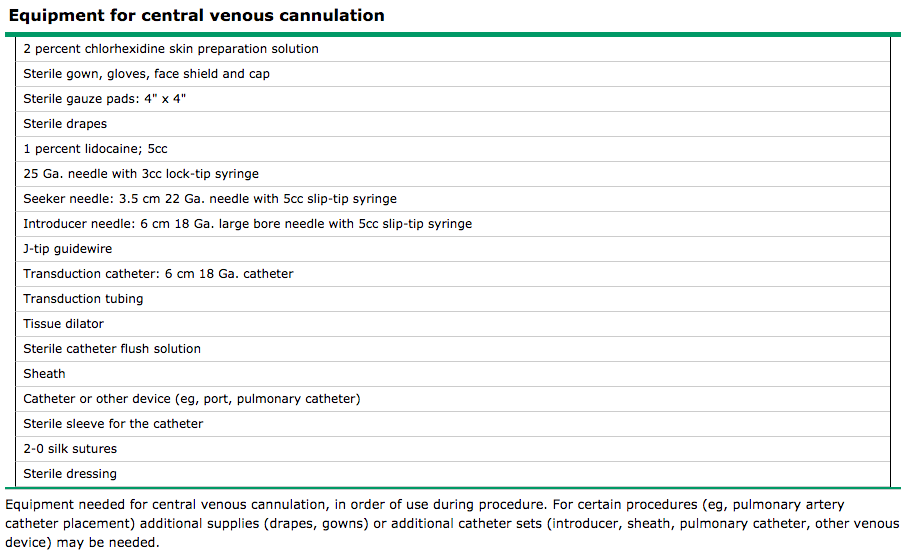 Equipment for central venous cannulation
2 percent chlorhexidine skin preparation solution
Sterile gown, gloves, face shield and cap
Sterile gauze pads: 4" x 4"
Sterile drapes
1 percent lidocaine; 5cc
25 Ga. needle with 3cc lock-tip syringe
Seeker needle: 3.5 cm 22 Ga. needle with 5cc slip-tip syringe
Introducer needle: 6 cm 18 Ga. large bore needle with 5cc slip-tip syringe
J-tip guidewire
Transduction catheter: 6 cm 18 Ga. catheter
Transduction tubing
Tissue dilator
Sterile catheter flush solution
Sheath
Catheter or other device (eg, port, pulmonary catheter)
Sterile sleeve for the catheter
2-0 silk sutures
Sterile dressing
Equipment needed for central venous cannulation, in order of use during procedure. For certain procedures (eg, pulmonary artery
catheter placement) additional supplies (drapes, gowns) or additional catheter sets (introducer, sheath, pulmonary catheter, other venous
device) may be needed.